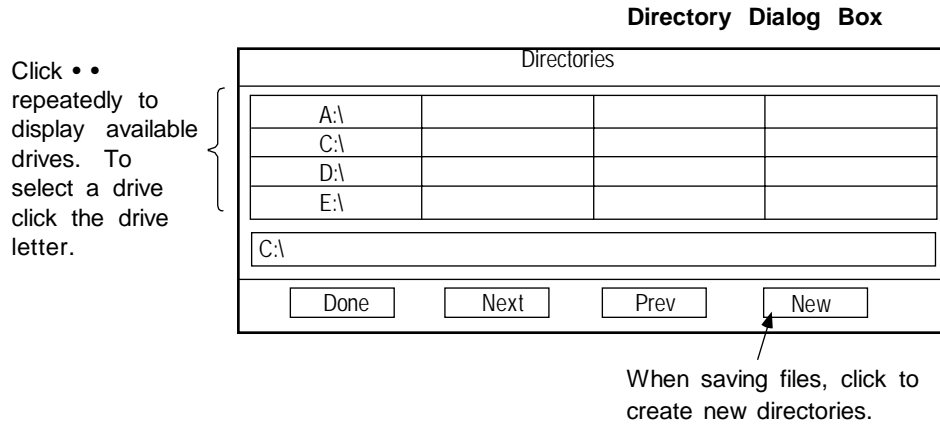 Directory Dialog Box
Directories
Click • •
repeatedly to
display available
drives. To
select a drive
click the drive
letter.
A:\
C:\
D:\
E:\
C:\
Done Next Prev New
When saving files, click to
create new directories.